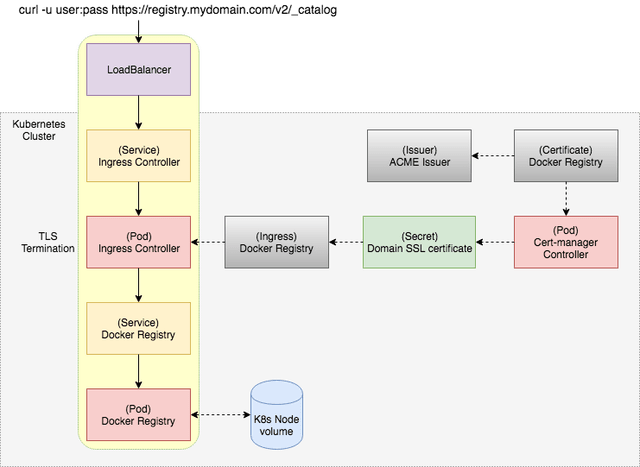 curl -u user:pass https://registry.mydomain.com/v2/_catalog
LoadBalancer
Kubernetes
Cluster
(Service)
Ingress Controller
(Issuer)
ACME Issuer
(Certificate)
Docker Registry
TLS
Termination
(Pod)
Ingress Controller
(Ingress)
Docker Registry
(Secret)
Domain SSL certificate
(Pod)
Cert-manager
Controller
(Service)
Docker Registry
(Pod)
Docker Registry
K8s Node
volume